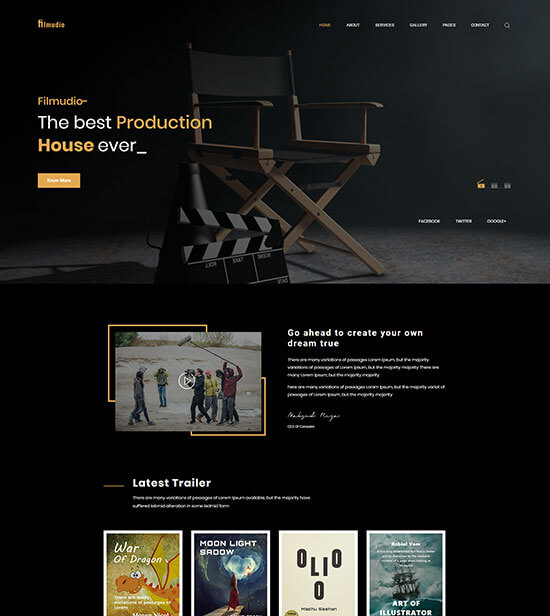 filmudio
HOME ABOUT SERVICES GALLERY PAGES CONTACT
Filmudio-
The best Production
House ever_
Know More
FACEBOOK TWITTER GOOGLE+
Go ahead to create your own
dream true
There are many variations of passages Lorem Ipsum, but the majority
variations of passages of Lorem Ipsum, but the majority There are
many Lorem Ipsum, but the majority majority
Here are many variations of passages Lorem Ipsum, but the majority variat of
passages of Lorem Ipsum, but the majority majority
CEO Of Comapian
Latest Trailer
There are many variations of passages of Lorem Ipsum available, but the majority have
suffered lebmid alteration in some ledmid form
War
Of Dragon
There are many
variations of passages of
Lorem Ipsum
MOON LIGHT
SADOW
OLIO
Madhu Bashan
Rabiul Vom
ART OF
ILLUSTRATOR